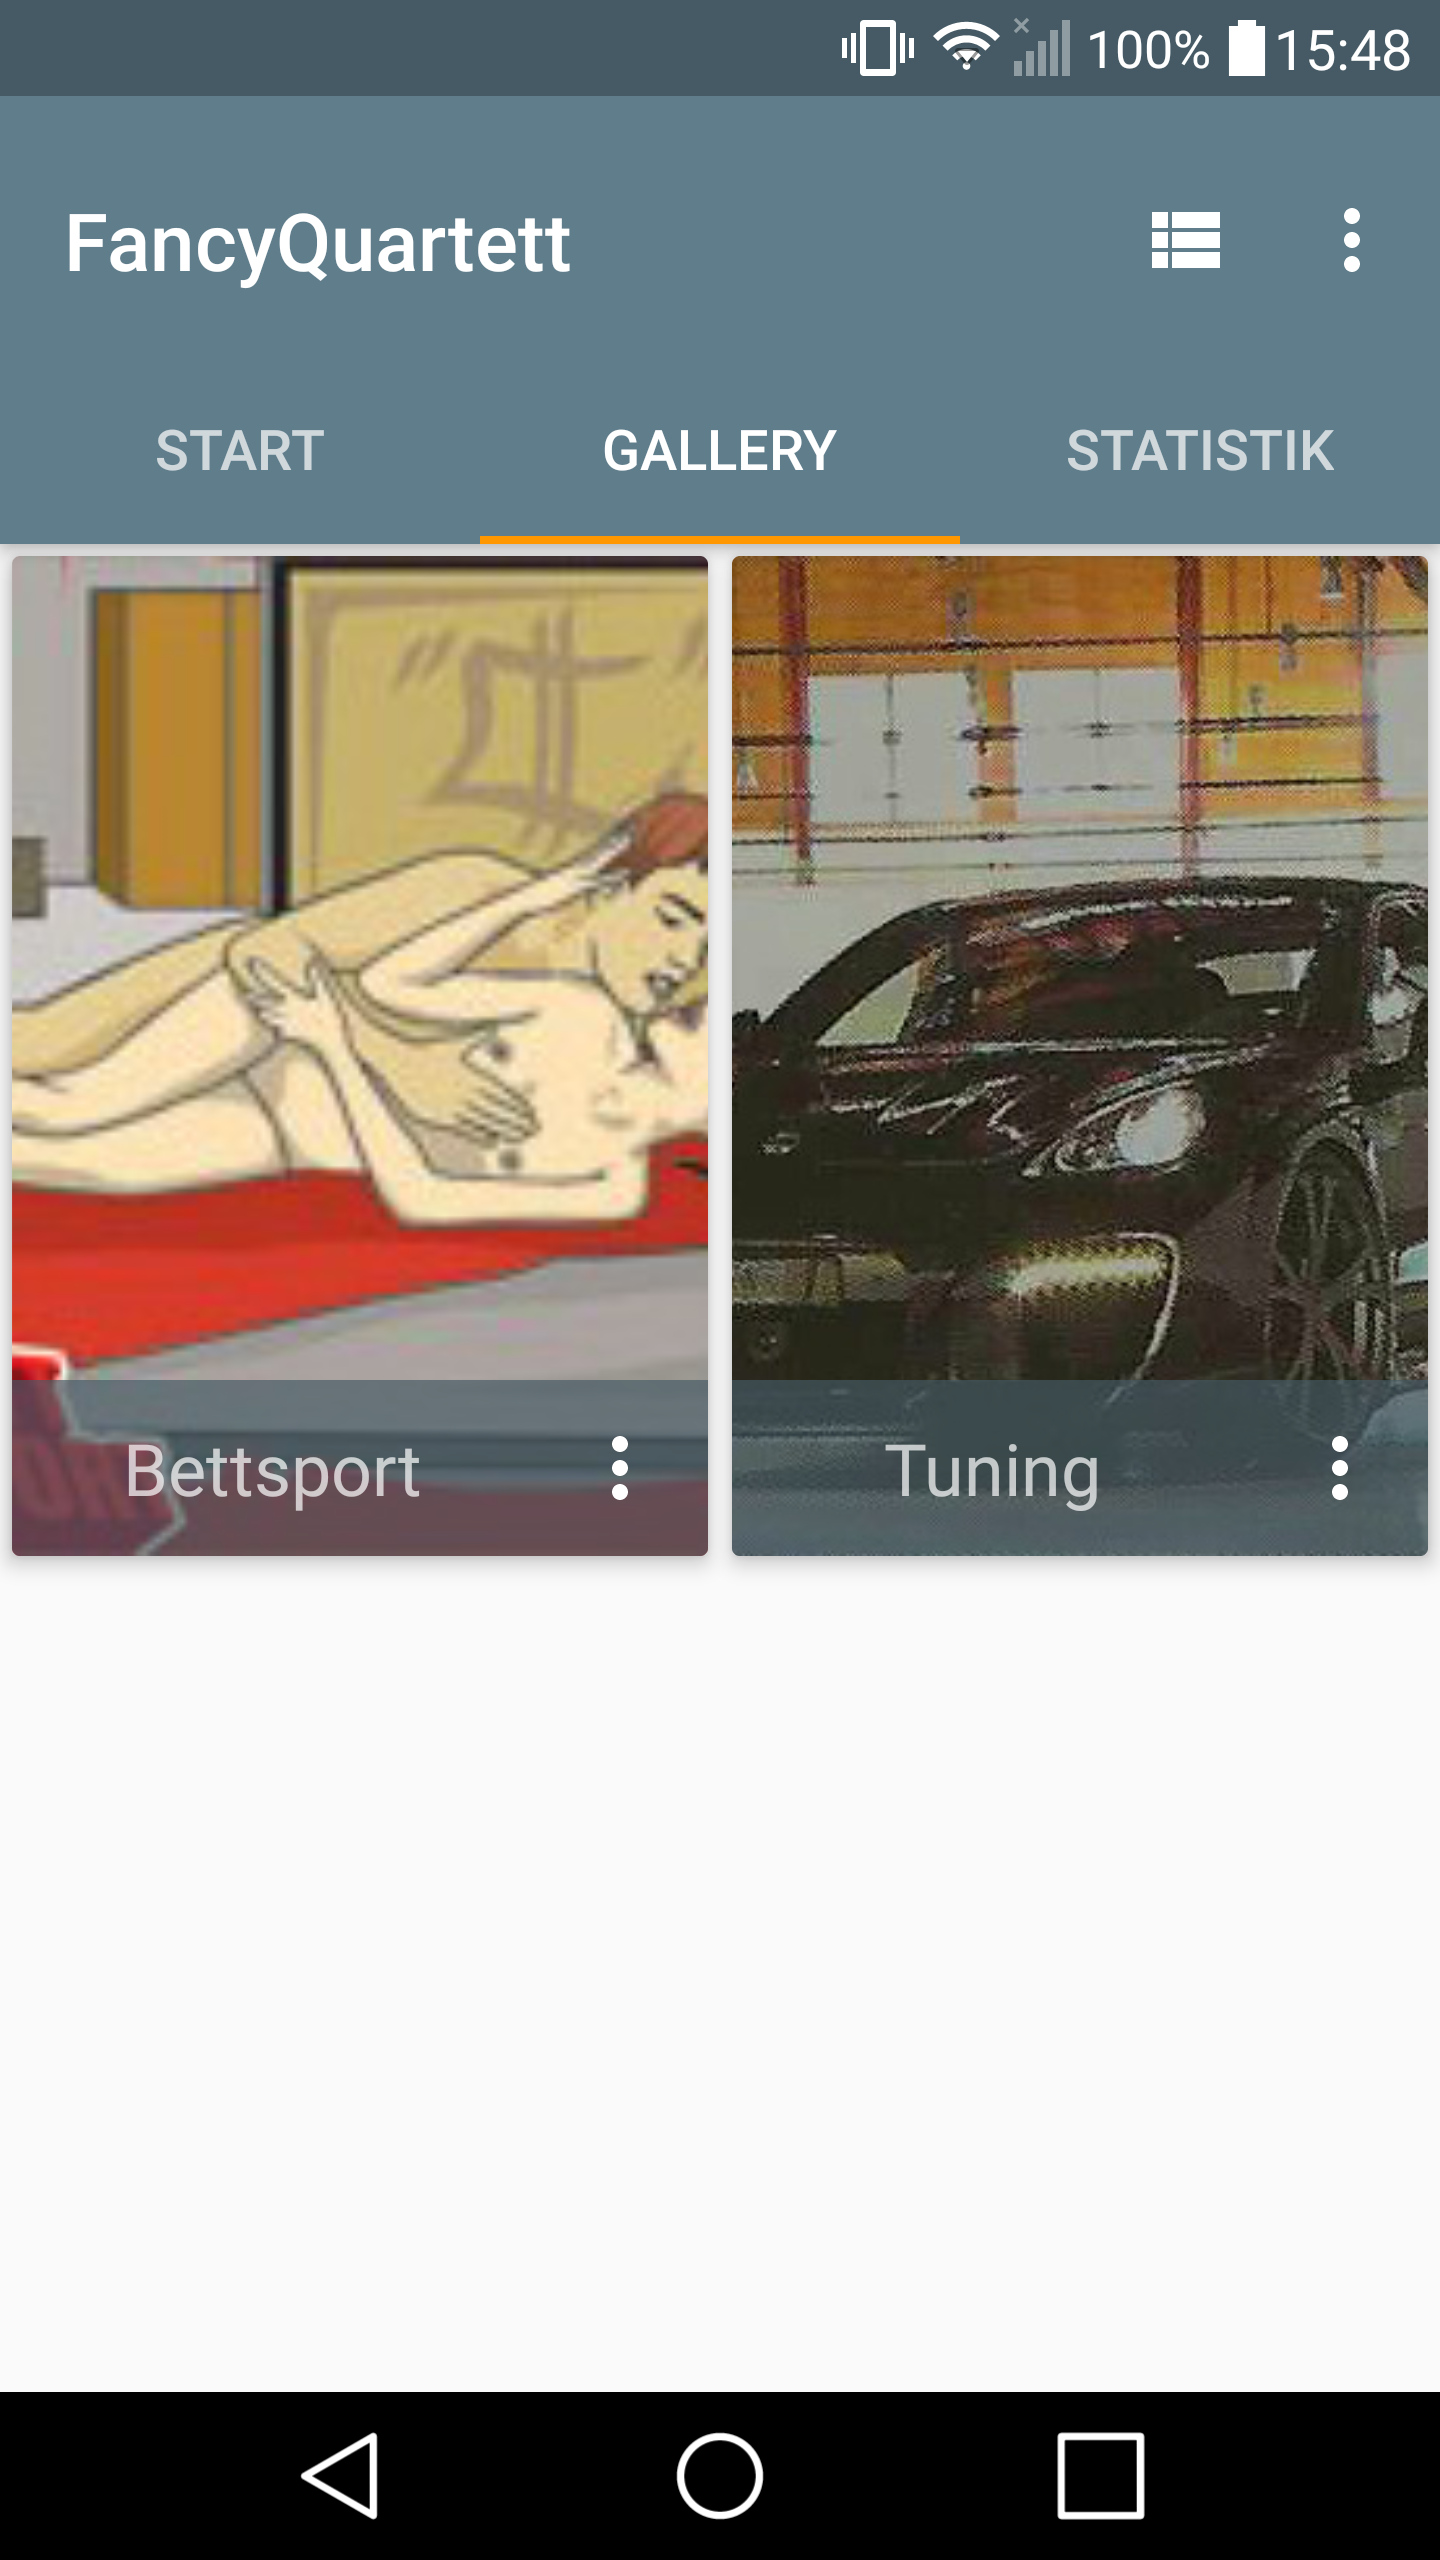 100% 15:48
FancyQuartett
START GALLERY STATISTIK
Bettsport
Tuning